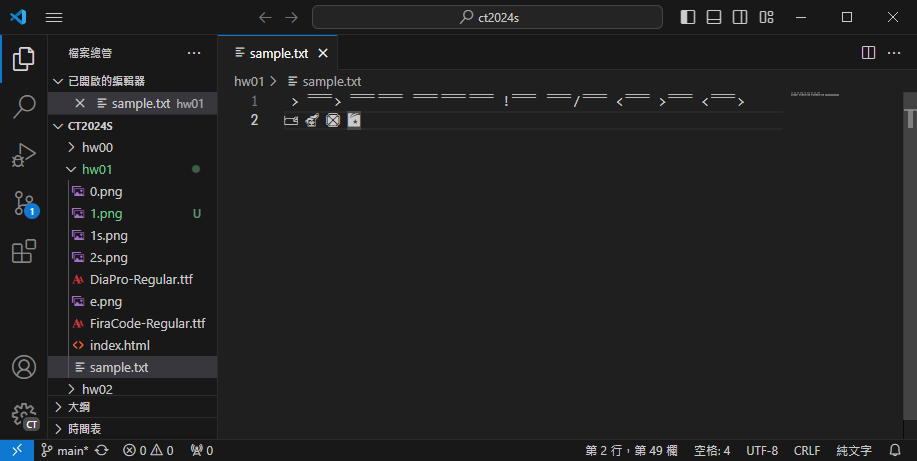 ct2024s
檔案總管
sample.txt
hw01 > sample.txt
已開啟的編輯器
sample.txt hw01
CT2024S
hw00
hw01
0.png
1.png U
1s.png
2s.png
DiaPro-Regular.ttf
e.png
FiraCode-Regular.ttf
index.html
sample.txt
hw02
大綱
時間表
1
2
1
CT
main*
0 0
0
第 2 行，第 49 欄
空格: 4
UTF-8
CRLF
純文字